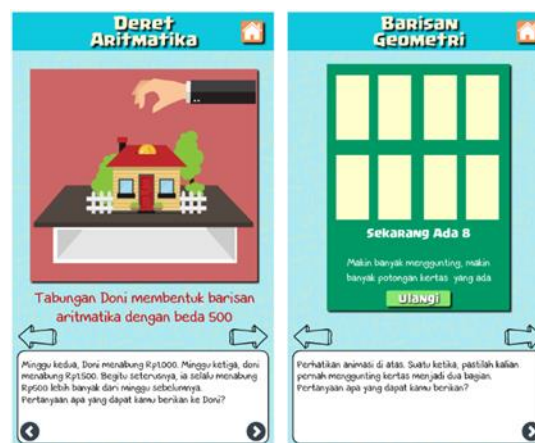 Deret
Aritmatika
Tabungan Doni membentuk barisan
aritmatika dengan beda 500
Minggu kedua, Doni menabung Rp1.000. Minggu ketiga, doni
menabung Rp1.500. Begitu seterusnya, ia selalu menabung
Rp500 lebih banyak dari minggu sebelumnya.
Pertanyaan apa yang dapat kamu berikan ke Doni?
Barisan
Geometri
Sekarang Ada 8
Makin banyak menggunting, makin
banyak potongan kertas yang ada
Ulangi
Perhatikan animasi di atas. Suatu ketika, pastilah kalian
pernah menggunting kertas menjadi dua bagian.
Pertanyaan apa yang dapat kamu berikan?